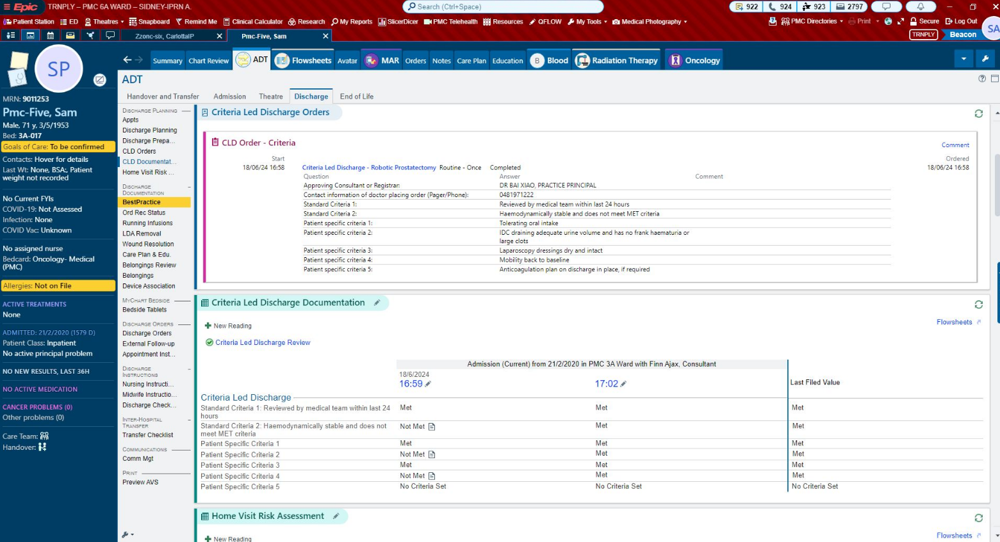 Epic TRNPLY – PMC 6A WARD – SIDNEY-IPRN A. Search (Ctrl+Space) 922 924 923 2797
Patient Station ED Theatres Snapboard Remind Me Clinical Calculator Research My Reports SlicerDicer PMC Telehealth Resources QFLOW My Tools Medical Photography PMC Directories Print Secure Log Out
Zzonc-six, CarlottaIP Pmc-Five, Sam TRNPLY Beacon SA
Summary Chart Review ADT Flowsheets Avatar MAR Orders Notes Care Plan Education B Blood Radiation Therapy Oncology
SP
MRN: 9011253
Pmc-Five, Sam
Male, 71 y, 3/5/1953
Bed: 3A-017
Goals of Care: To be confirmed
Contacts: Hover for details
Last Wt: None, BSA:, Patient
weight not recorded
No Current FYIs
COVID-19: Not Assessed
Infection: None
COVID Vac: Unknown
No assigned nurse
Bedcard: Oncology- Medical
(PMC)
Allergies: Not on File
ACTIVE TREATMENTS
None
ADMITTED: 21/2/2020 (1579 D)
Patient Class: Inpatient
No active principal problem
NO NEW RESULTS, LAST 36H
NO ACTIVE MEDICATION
CANCER PROBLEMS (0)
Other problems (0)
Care Team:
Handover:
ADT
Handover and Transfer Admission Theatre Discharge End of Life
DISCHARGE PLANNING
Appts
Discharge Planning
Discharge Prepa...
CLD Orders
CLD Documentat...
Home Visit Risk ...
DISCHARGE
DOCUMENTATION
BestPractice
Ord Rec Status
Running Infusions
LDA Removal
Wound Resolution
Care Plan & Edu.
Belongings Review
Belongings
Device Association
MYCHART BEDSIDE
Bedside Tablets
DISCHARGE ORDERS
Discharge Orders
External Follow-up
Appointment Inst...
DISCHARGE
INSTRUCTIONS
Nursing Instructi...
Midwife Instructio...
Discharge Check...
INTER-HOSPITAL
TRANSFER
Transfer Checklist
COMMUNICATIONS
Comm Mgt
PRINT
Preview AVS
Criteria Led Discharge Orders
CLD Order - Criteria
Comment
Start Ordered
18/06/24 16:58 Criteria Led Discharge - Robotic Prostatectomy Routine - Once Completed 18/06/24 16:58
Question Answer Comment
Approving Consultant or Registrar: DR BAI XIAO, PRACTICE PRINCIPAL
Contact information of doctor placing order (Pager/Phone): 0481971222
Standard Criteria 1: Reviewed by medical team within last 24 hours
Standard Criteria 2: Haemodynamically stable and does not meet MET criteria
Patient specific criteria 1: Tolerating oral intake
Patient specific criteria 2: IDC draining adequate urine volume and has no frank haematuria or
large clots
Patient specific criteria 3: Laparoscopy dressings dry and intact
Patient specific criteria 4: Mobility back to baseline
Patient specific criteria 5: Anticoagulation plan on discharge in place, if required
Criteria Led Discharge Documentation
New Reading
Flowsheets
Criteria Led Discharge Review
Admission (Current) from 21/2/2020 in PMC 3A Ward with Finn Ajax, Consultant
18/6/2024
16:59 17:02 Last Filed Value
Criteria Led Discharge
Standard Criteria 1: Reviewed by medical team within last 24 Met Met Met
hours
Standard Criteria 2: Haemodynamically stable and does not Not Met Met Met
meet MET criteria
Patient Specific Criteria 1 Met Met Met
Patient Specific Criteria 2 Not Met Met Met
Patient Specific Criteria 3 Met Met Met
Patient Specific Criteria 4 Not Met Met Met
Patient Specific Criteria 5 No Criteria Set No Criteria Set No Criteria Set
Home Visit Risk Assessment
New Reading
Flowsheets